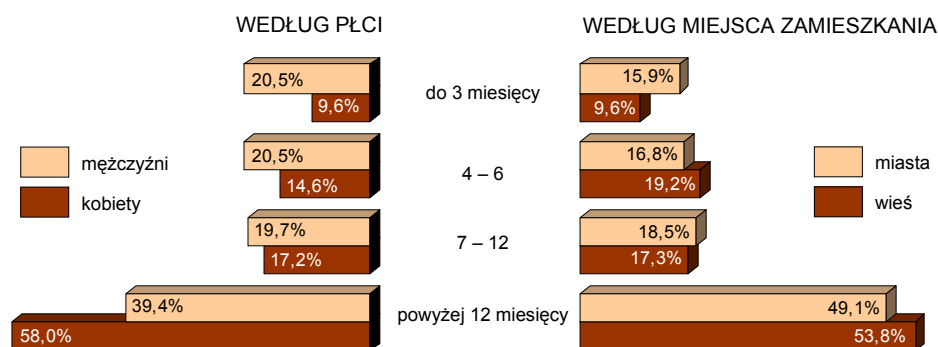 WEDŁUG PŁCI
WEDŁUG MIEJSCA ZAMIESZKANIA
20,5%
do 3 miesięcy
15,9%
9,6%
9,6%
mężczyźni
20,5%
4 – 6
16,8%
miasta
kobiety
14,6%
19,2%
wieś
19,7%
7 – 12
18,5%
17,2%
17,3%
39,4%
powyżej 12 miesięcy
49,1%
58,0%
53,8%